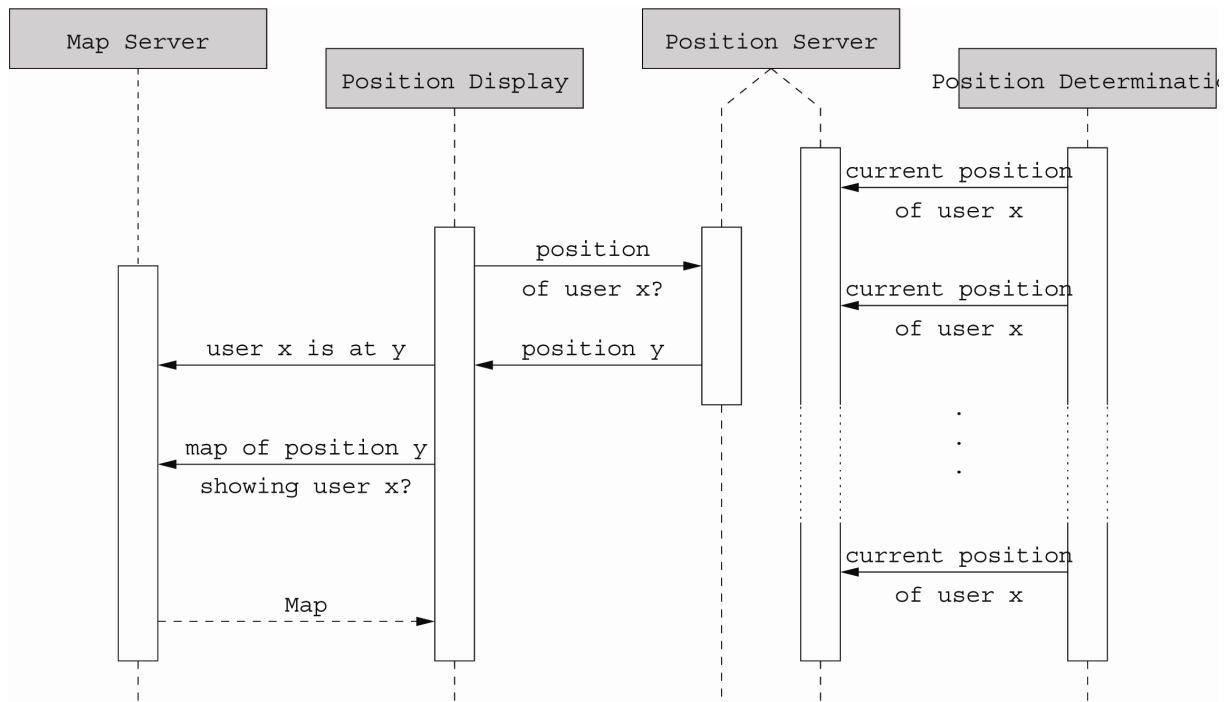 Map Server
Position Server
Position Display
Position Determinatio
current position
of user x
position
of user x?
current position
of user x
user x is at y
position y
map of position y
showing user x?
current position
of user x
Map